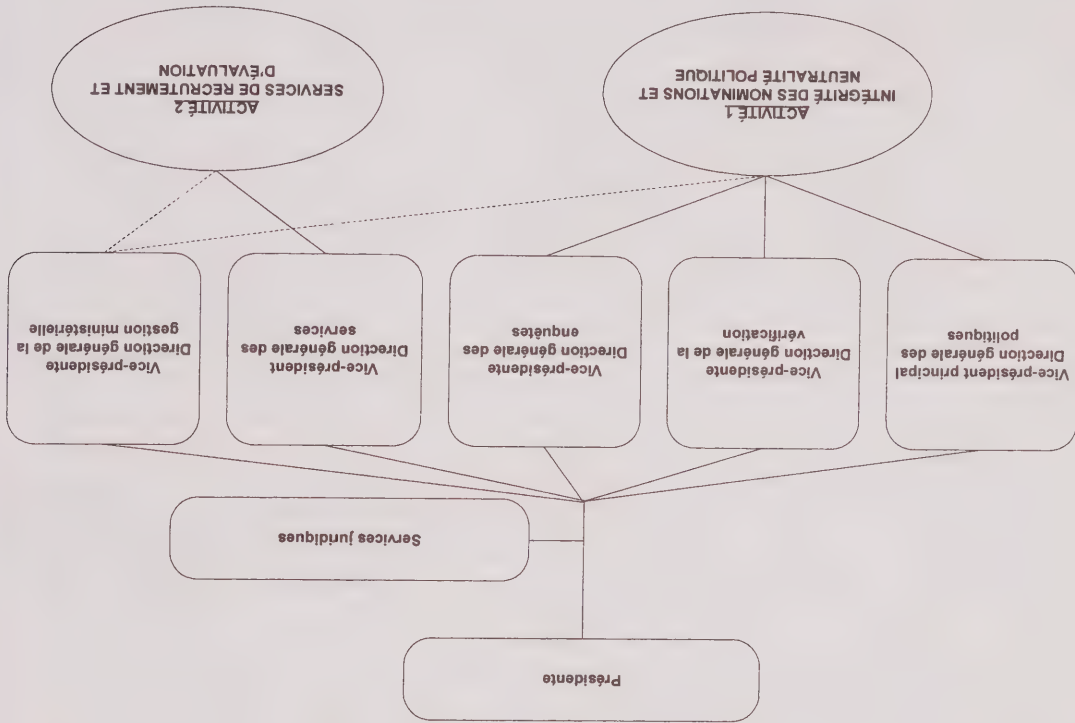 Présidente
Services juridiques
Vice-président principal
Direction générale des
politiques
Vice-présidente
Direction générale de la
vérification
Vice-présidente
Direction générale des
enquêtes
Vice-président
Direction générale des
services
Vice-présidente
Direction générale de la
gestion ministérielle
ACTIVITÉ 1
INTÉGRITÉ DES NOMINATIONS ET
NEUTRALITÉ POLITIQUE
ACTIVITÉ 2
SERVICES DE RECRUTEMENT ET
D'ÉVALUATION